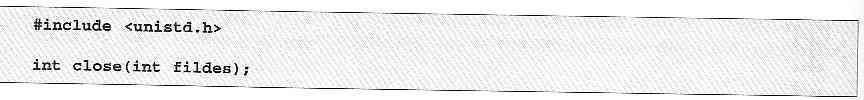 #include <unistd.h>
int close(int fildes);